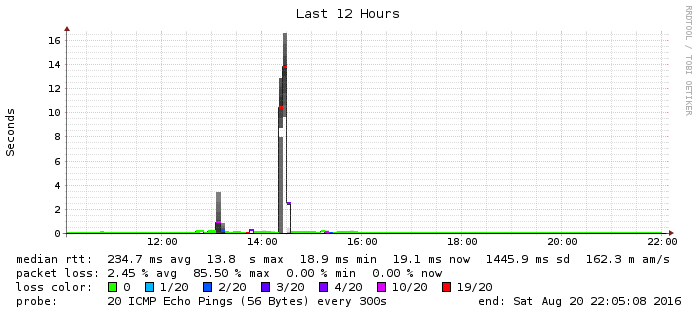 Last 12 Hours
RRDTOOL / TOBI OETIKER
Seconds
16
14
12
10
8
6
4
2
0
12:00 14:00 16:00 18:00 20:00 22:00
median rtt: 234.7 ms avg 13.8 s max 18.9 ms min 19.1 ms now 1445.9 ms sd 162.3 m am/s
packet loss: 2.45 % avg 85.50 % max 0.00 % min 0.00 % now
loss color: 0 1/20 2/20 3/20 4/20 10/20 19/20
probe: 20 ICMP Echo Pings (56 Bytes) every 300s end: Sat Aug 20 22:05:08 2016